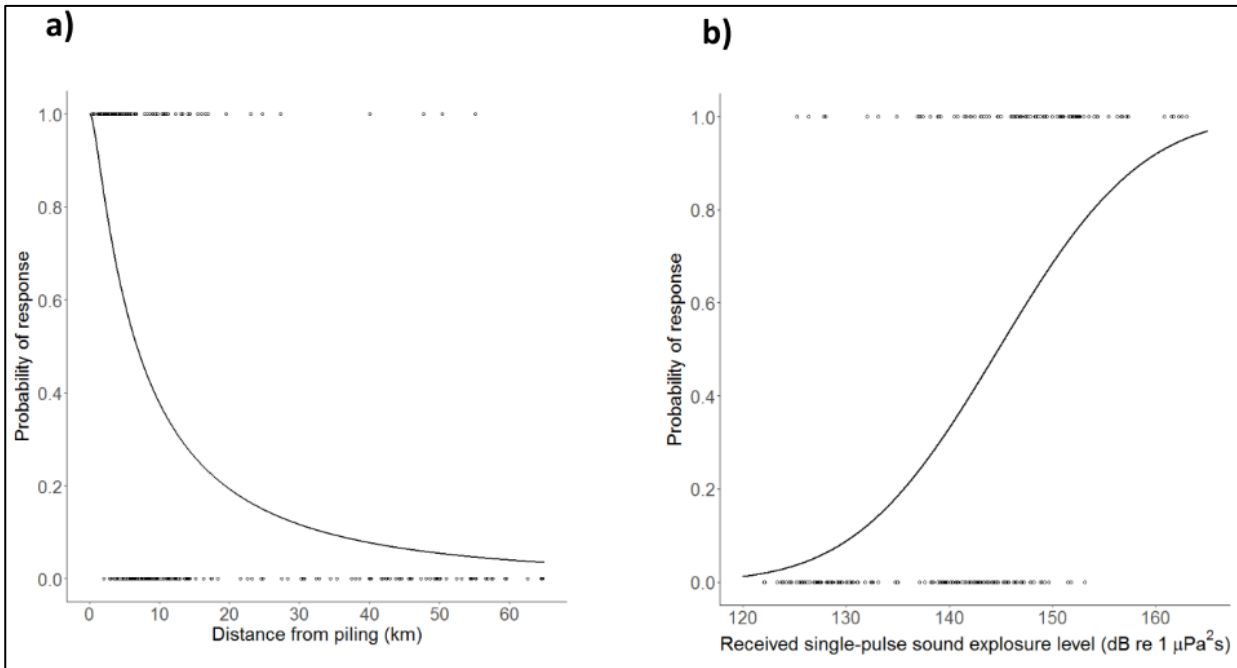 a)
Probability of response
1.0
0.8
0.6
0.4
0.2
0.0
0 10 20 30 40 50 60
Distance from piling (km)
b)
Probability of response
1.0
0.8
0.6
0.4
0.2
0.0
120 130 140 150 160
Received single-pulse sound explosure level (dB re 1 μPa²s)